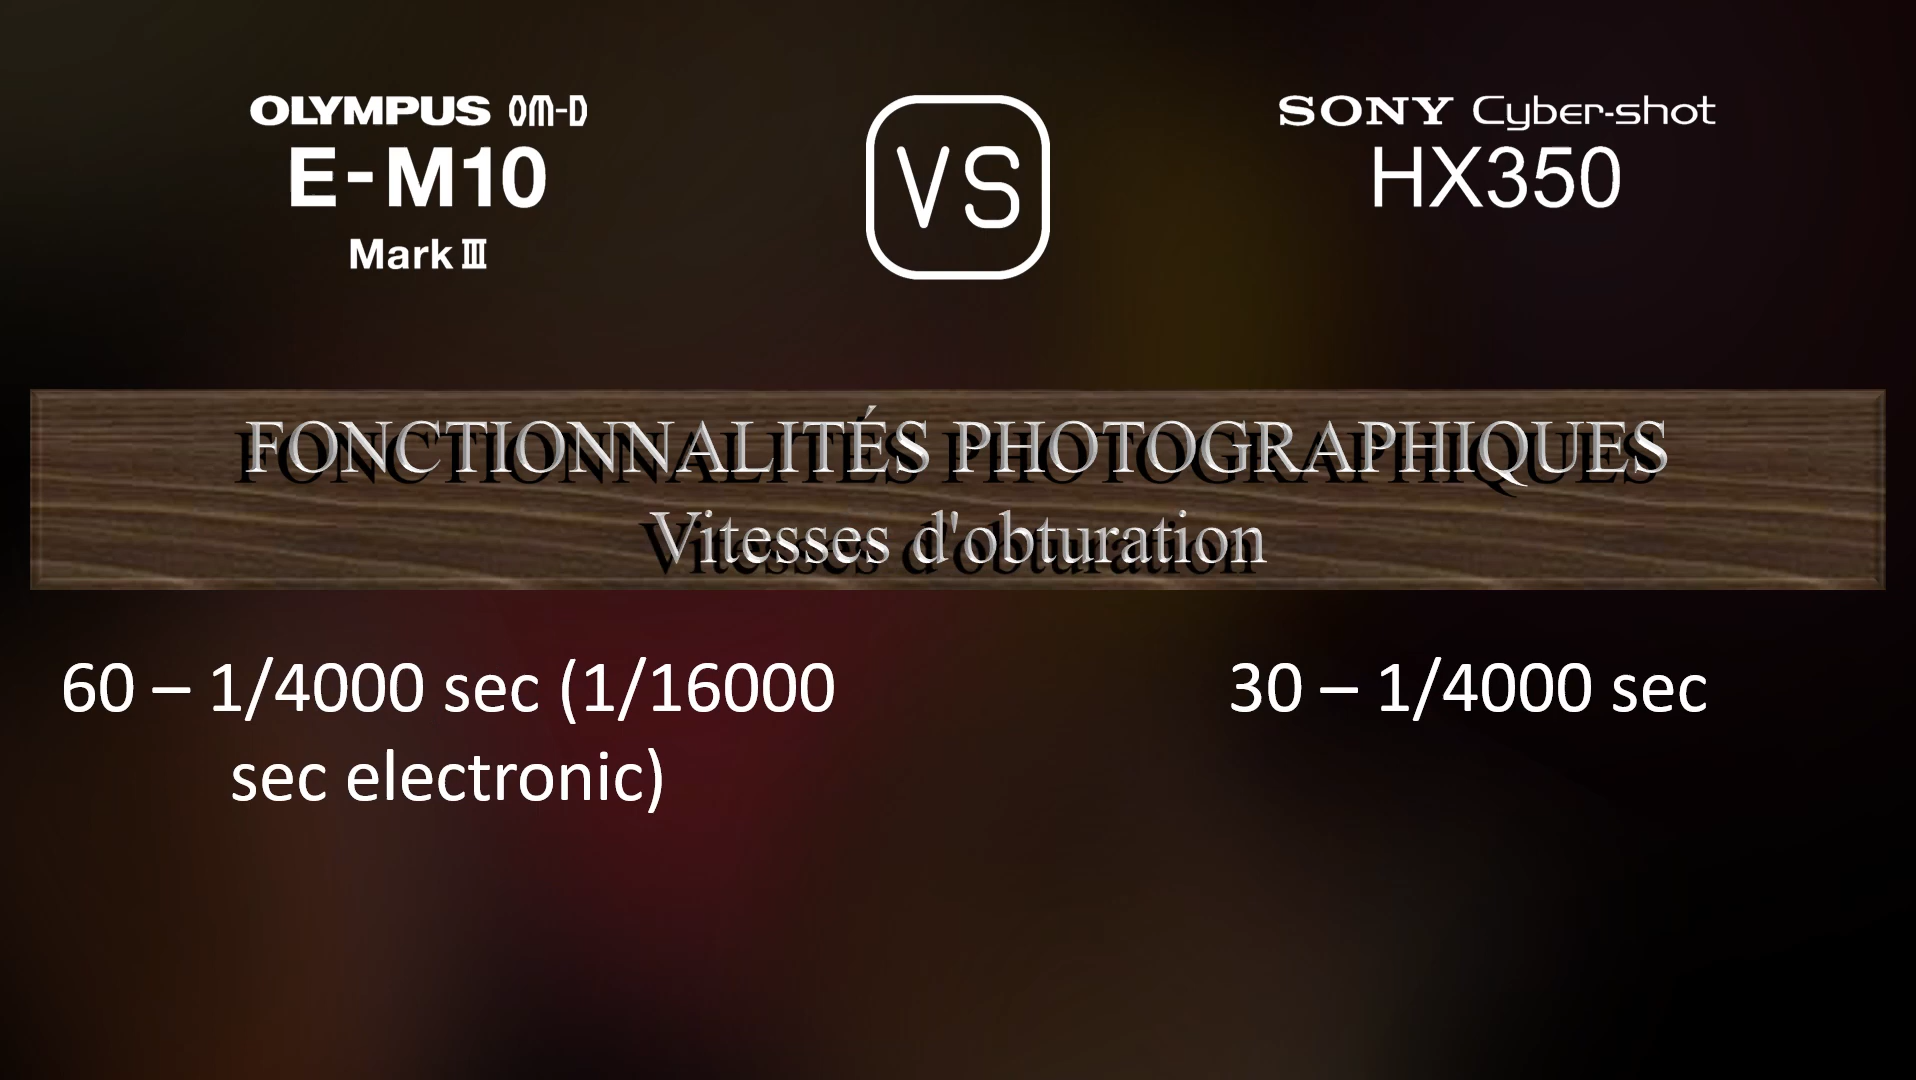 OLYMPUS OM-D
E-M10
Mark III
VS
SONY Cyber-shot
HX350
FONCTIONNALITÉS PHOTOGRAPHIQUES
Vitesses d'obturation
60 – 1/4000 sec (1/16000
sec electronic)
30 – 1/4000 sec